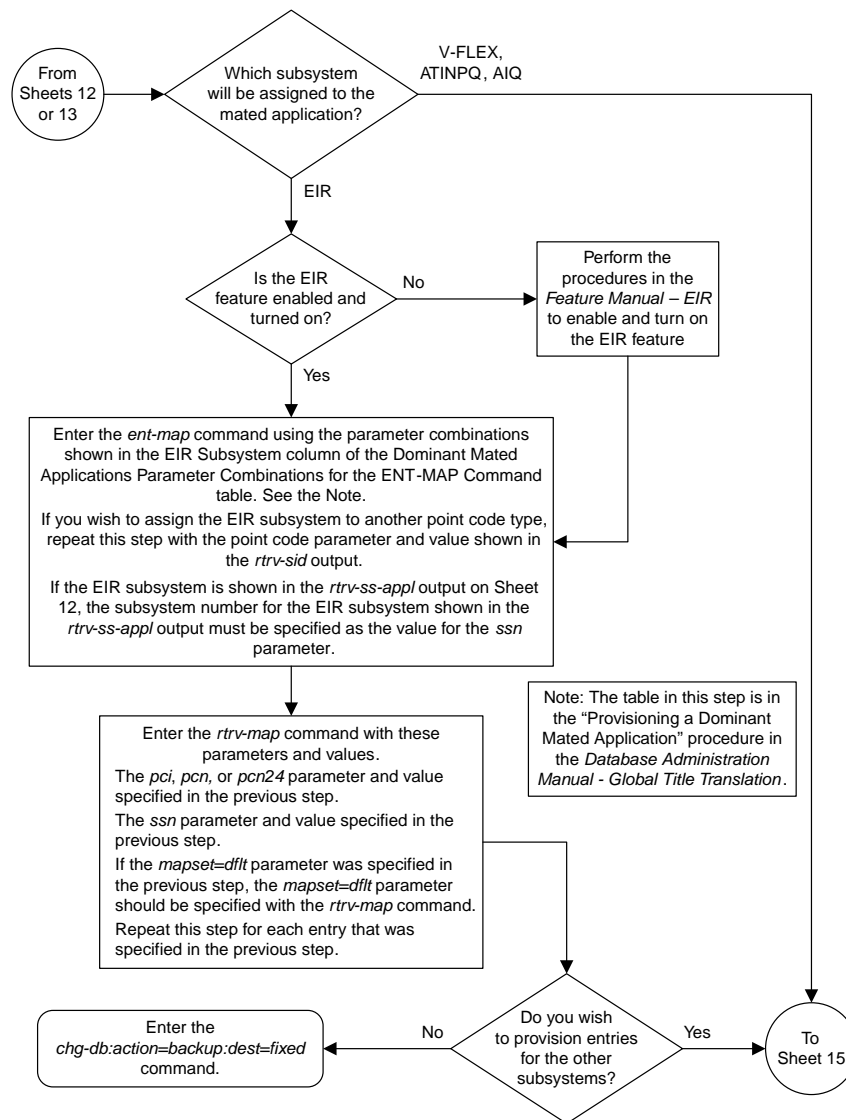 From
Sheets 12
or 13
Which subsystem
will be assigned to the
mated application?
V-FLEX,
ATINPQ, AIQ
EIR
Is the EIR
feature enabled and
turned on?
No
Perform the
procedures in the
Feature Manual – EIR
to enable and turn on
the EIR feature
Yes
Enter the ent-map command using the parameter combinations
shown in the EIR Subsystem column of the Dominant Mated
Applications Parameter Combinations for the ENT-MAP Command
table. See the Note.
If you wish to assign the EIR subsystem to another point code type,
repeat this step with the point code parameter and value shown in
the rtrv-sid output.
If the EIR subsystem is shown in the rtrv-ss-appl output on Sheet
12, the subsystem number for the EIR subsystem shown in the
rtrv-ss-appl output must be specified as the value for the ssn
parameter.
Note: The table in this step is in
the “Provisioning a Dominant
Mated Application” procedure in
the Database Administration
Manual - Global Title Translation.
Enter the rtrv-map command with these
parameters and values.
The pci, pcn, or pcn24 parameter and value
specified in the previous step.
The ssn parameter and value specified in the
previous step.
If the mapset=dflt parameter was specified in
the previous step, the mapset=dflt parameter
should be specified with the rtrv-map command.
Repeat this step for each entry that was
specified in the previous step.
Do you wish
to provision entries
for the other
subsystems?
No
Yes
Enter the
chg-db:action=backup:dest=fixed
command.
To
Sheet 15